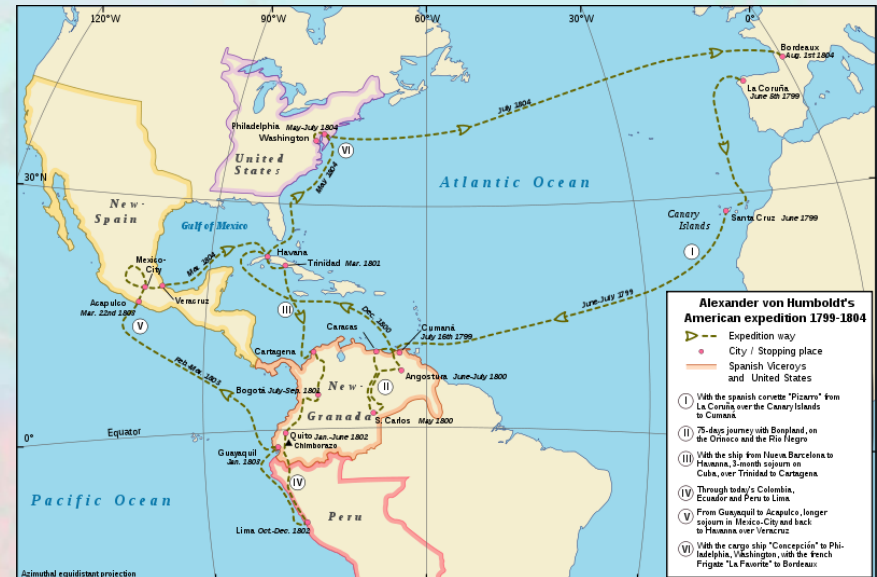 120°W
90°W
60°W
30°W
0°
Bordeaux
Aug. 1st 1804
La Coruña
June 5th 1799
July 1804
Philadelphia May-July 1804
Washington
VI
United
States
May 1804
30°N
Atlantic Ocean
New-
Spain
Gulf of Mexico
Canary
Islands
Santa Cruz June 1799
I
Mexico-
City
Mar. 1804
Havana
Trinidad Mar. 1801
Veracruz
Acapulco
Mar. 22nd 1803
V
III
June-July 1799
Dec. 1800
Caracas
Cumaná
July 16th 1799
Cartagena
Angostura June-July 1800
Feb-Mar. 1803
Bogotá July-Sep. 1801
New-
Granada
II
S. Carlos May 1800
Equator
0°
Quito Jan.-June 1802
Chimborazo
Guayaquil
Jan. 1803
IV
Pacific Ocean
Peru
Lima Oct-Dec. 1802
Azimuthal equidistant projection
Alexander von Humboldt's
American expedition 1799-1804
Expedition way
City / Stopping place
Spanish Viceroys
and United States
I With the spanish corvette "Pizarro" from
La Coruña over the Canary Islands
to Cumaná
II 75-days journey with Bonpland, on
the Orinoco and the Rio Negro
III With the ship from Nueva Barcelona to
Havanna, 3-month sojourn on
Cuba, over Trinidad to Cartagena
IV Through today's Colombia,
Ecuador and Peru to Lima
V From Guayaquil to Acapulco, longer
sojourn in Mexico-City and back
to Havanna over Veracruz
VI With the cargo ship "Concepción" to Phi-
ladelphia, Washington, with the french
Frigate "La Favorite" to Bordeaux